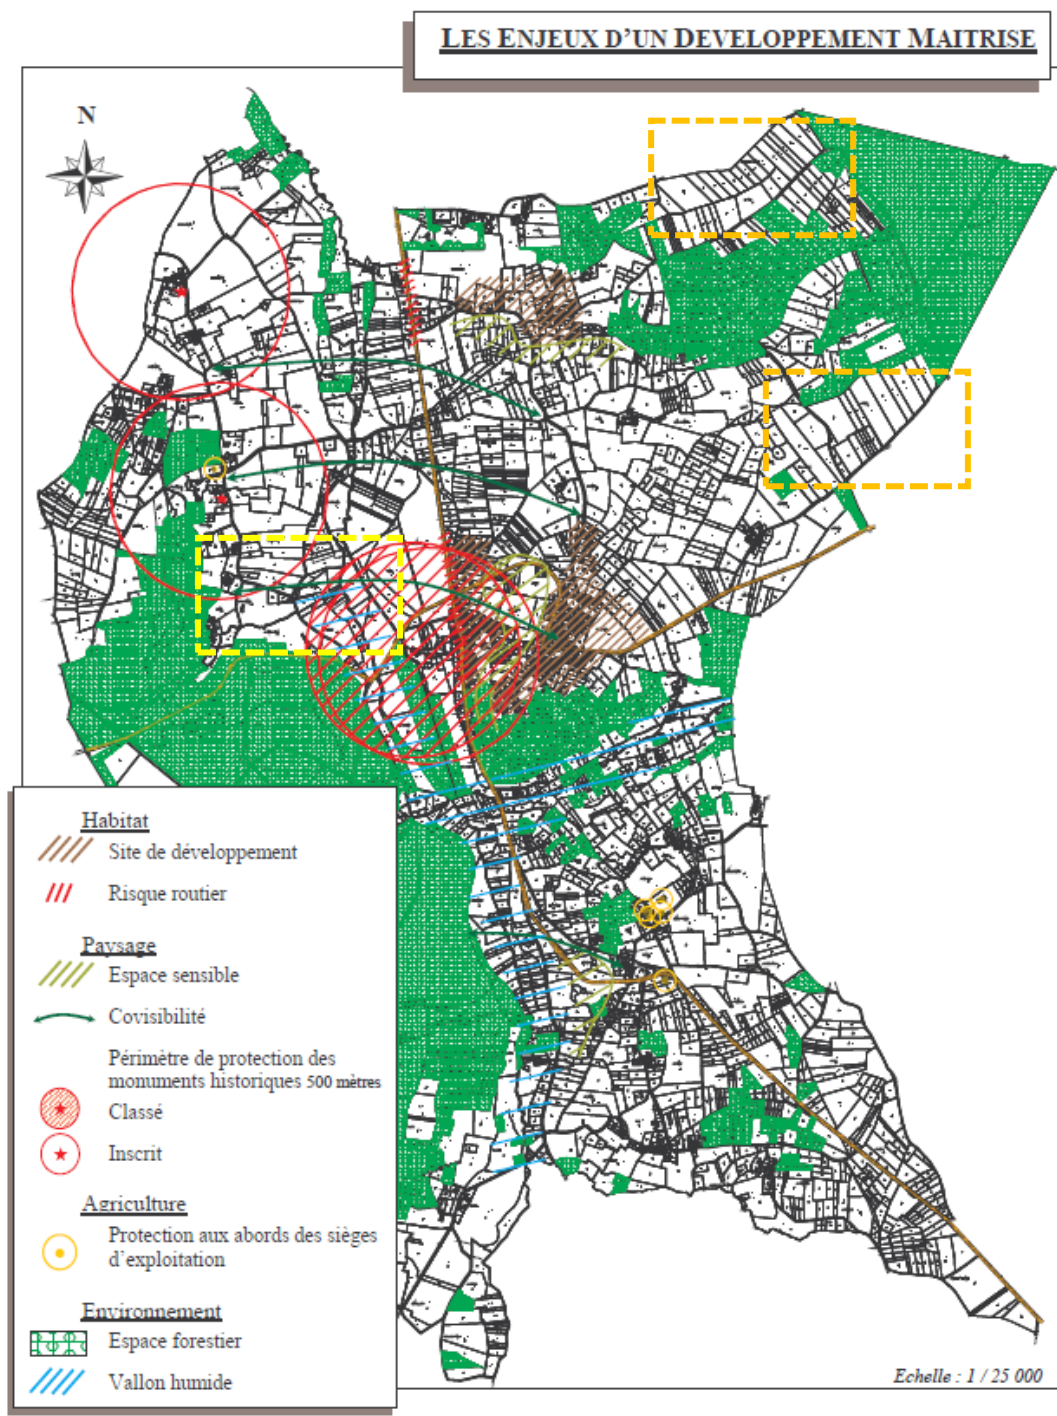 LES ENJEUX D'UN DEVELOPPEMENT MAITRISE
N
Habitat
Site de développement
Risque routier
Paysage
Espace sensible
Covisibilité
Périmètre de protection des
monuments historiques 500 mètres
Classé
Inscrit
Agriculture
Protection aux abords des sièges
d'exploitation
Environnement
Espace forestier
Vallon humide
Echelle : 1 / 25 000